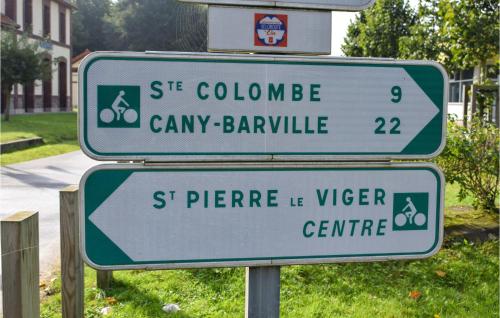 STE COLOMBE 9
CANY-BARVILLE 22
ST PIERRE LE VIGER
CENTRE